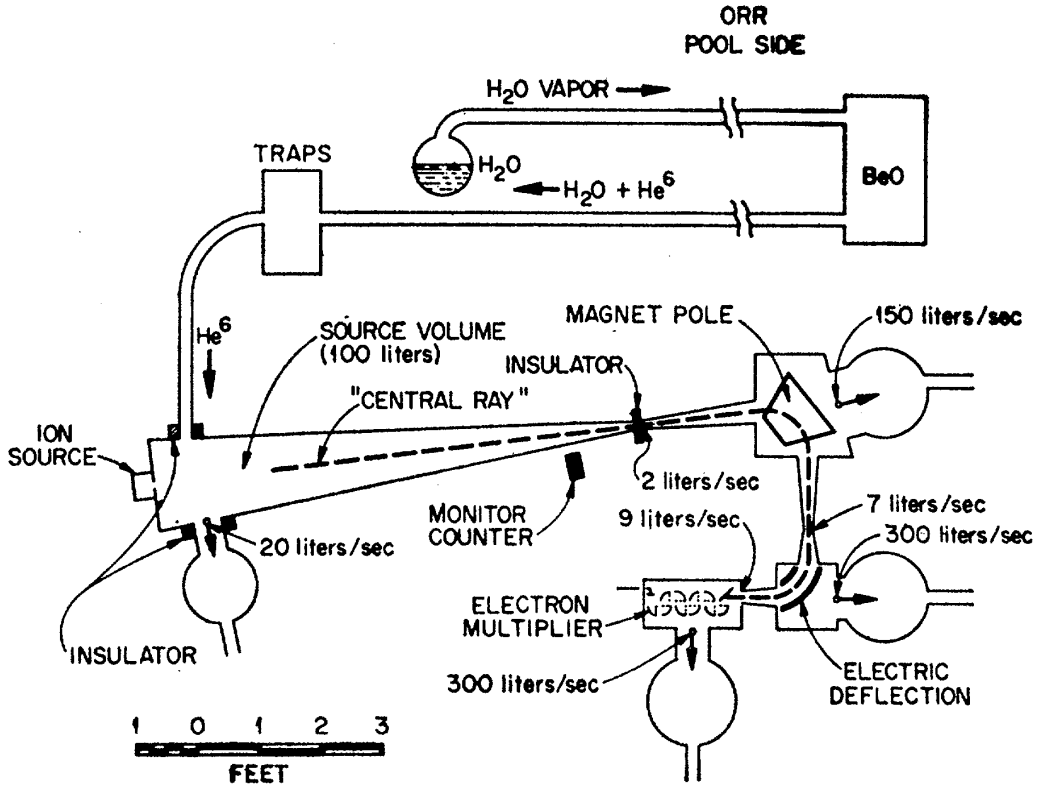 ORR
POOL SIDE
H2O VAPOR
TRAPS
H2O
H2O + He6
BeO
He6
SOURCE VOLUME
(100 liters)
MAGNET POLE
150 liters/sec
INSULATOR
"CENTRAL RAY"
ION
SOURCE
2 liters/sec
MONITOR
COUNTER
9 liters/sec
7 liters/sec
300 liters/sec
20 liters/sec
ELECTRON
MULTIPLIER
INSULATOR
300 liters/sec
ELECTRIC
DEFLECTION
1 0 1 2 3
FEET